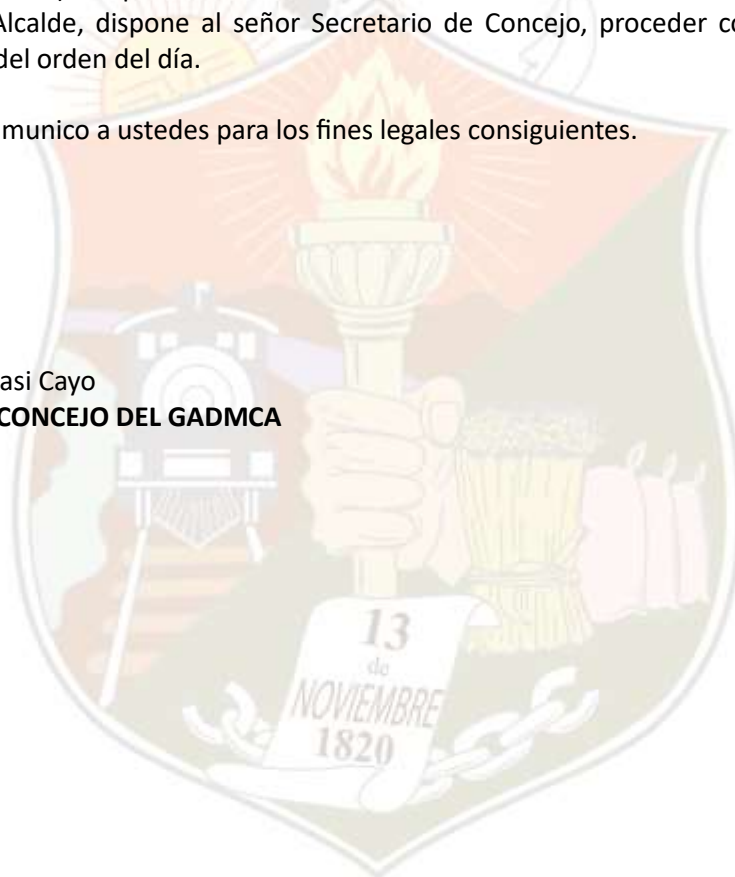 Alcalde, dispone al señor Secretario de Concejo, proceder
del orden del día.
munico a ustedes para los fines legales consiguientes.
asi Cayo
CONCEJO DEL GADMCA
13
de
NOVIEMBRE
1820